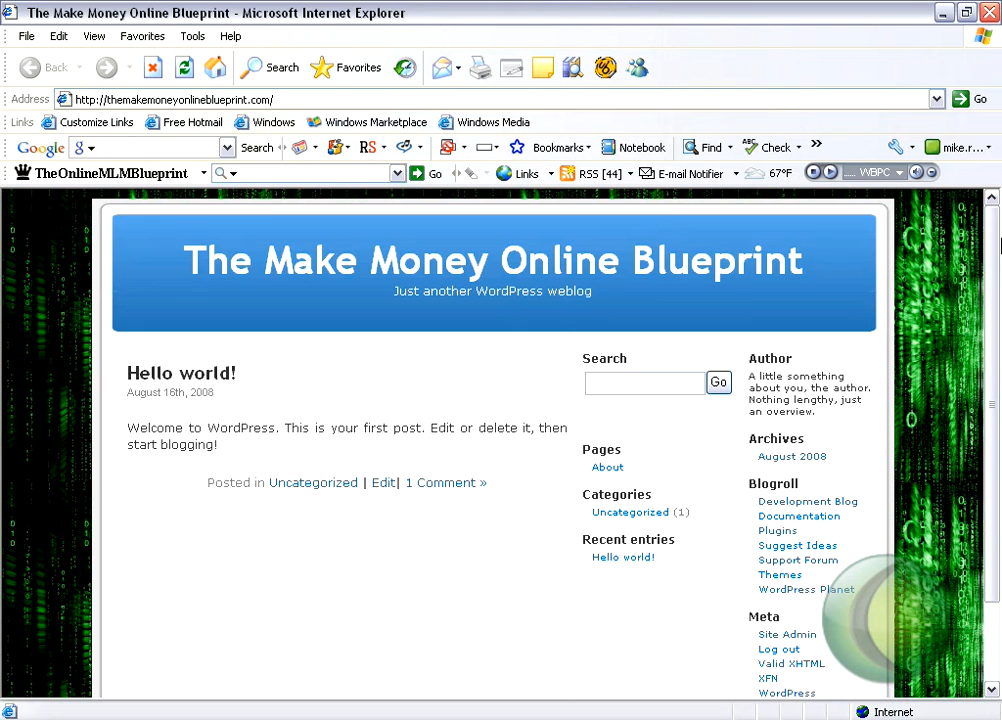 The Make Money Online Blueprint - Microsoft Internet Explorer
File Edit View Favorites Tools Help
Back Search Favorites
Address http://themakemoneyonlineblueprint.com/ Go
Links Customize Links Free Hotmail Windows Windows Marketplace Windows Media
Google Search RS Bookmarks Notebook Find Check mike.r...
TheOnlineMLMBlueprint Go Links RSS [44] E-mail Notifier 67°F .... WBPC
The Make Money Online Blueprint
Just another WordPress weblog
Hello world!
August 16th, 2008
Welcome to WordPress. This is your first post. Edit or delete it, then
start blogging!
Posted in Uncategorized | Edit| 1 Comment »
Search
Go
Pages
About
Categories
Uncategorized (1)
Recent entries
Hello world!
Author
A little something
about you, the author.
Nothing lengthy, just
an overview.
Archives
August 2008
Blogroll
Development Blog
Documentation
Plugins
Suggest Ideas
Support Forum
Themes
WordPress Planet
Meta
Site Admin
Log out
Valid XHTML
XFN
WordPress
Internet